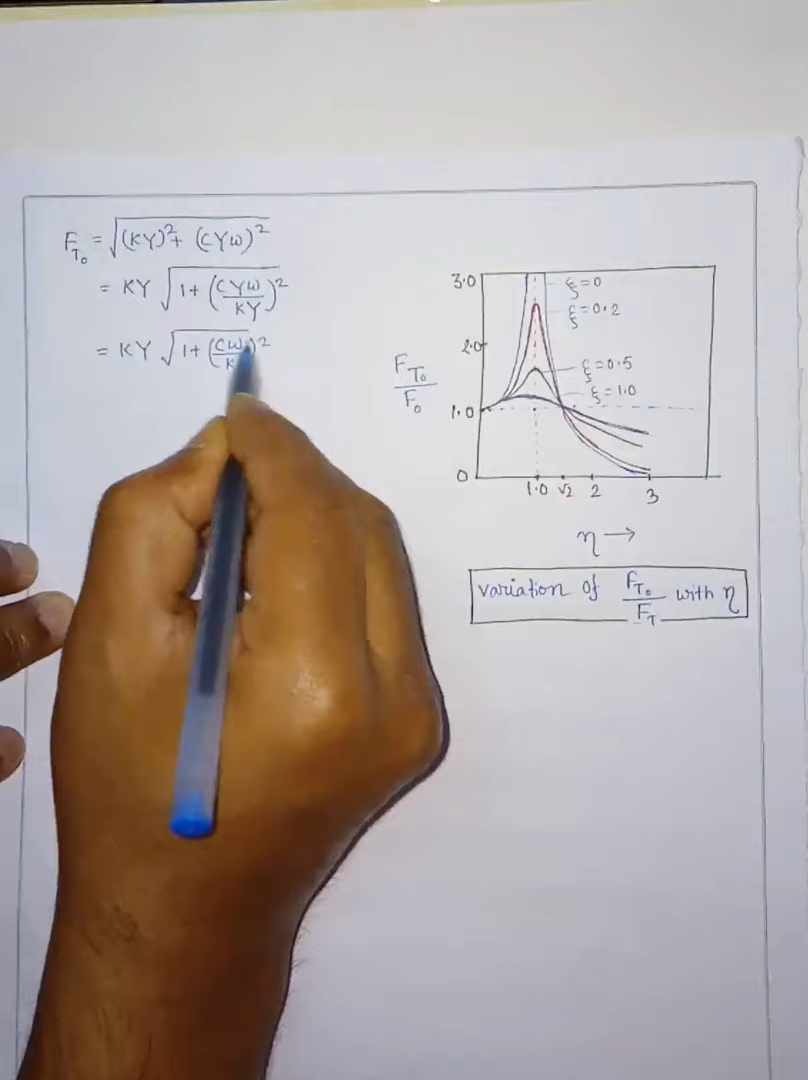 F_T₀ = √(KY)² + (CYω)²
= KY √1 + (CYω/KY)²
= KY √1 + (Cω/K)²
3.0
ξ=0
ξ=0.2
2.0
ξ=0.5
F_T₀/F₀
ξ=1.0
1.0
0
1.0 √2 2 3
η →
variation of F_T₀/F_T with η